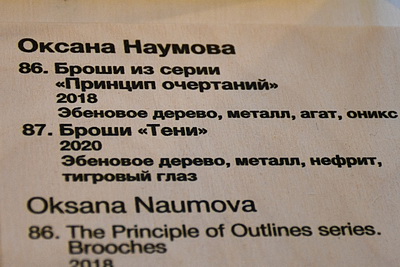 Оксана Наумова
86. Броши из серии
«Принцип очертаний»
2018
Эбеновое дерево, металл, агат, оникс
87. Броши «Тени»
2020
Эбеновое дерево, металл, нефрит,
тигровый глаз
Oksana Naumova
86. The Principle of Outlines series.
Brooches
2018